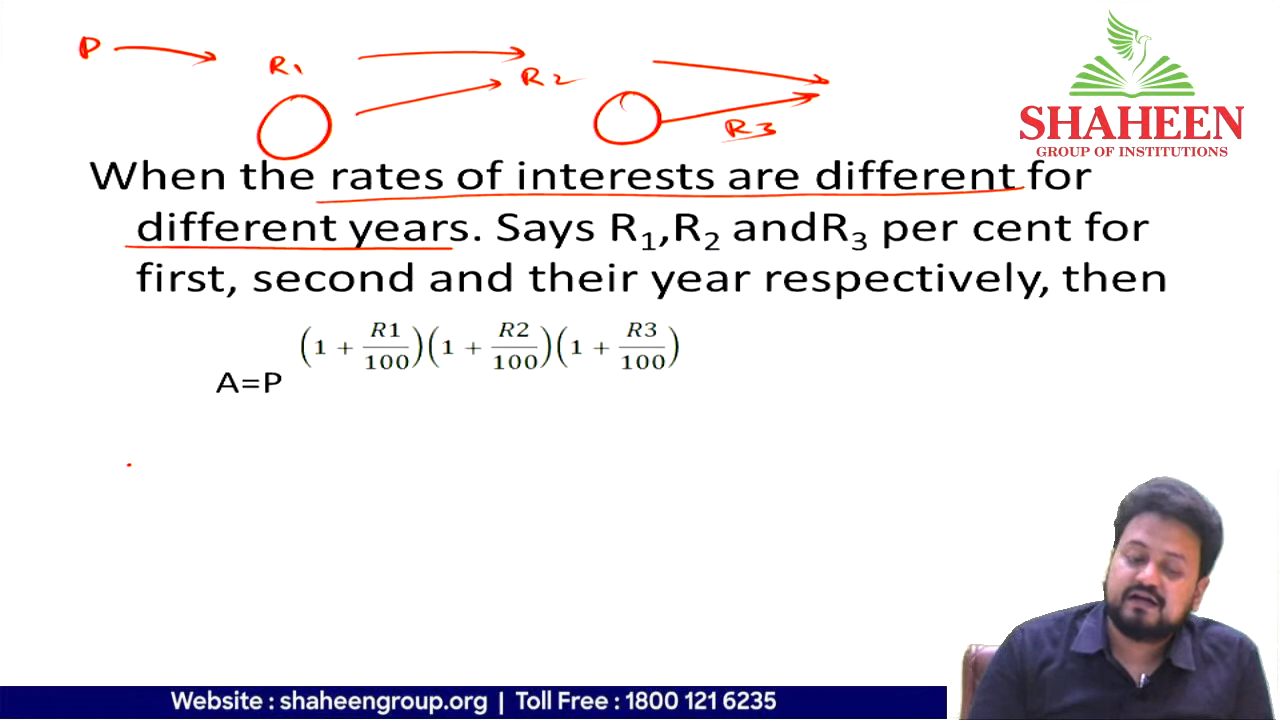 P R1 R2 R3
SHAHEEN
GROUP OF INSTITUTIONS
When the rates of interests are different for
different years. Says R₁,R₂ andR₃ per cent for
first, second and their year respectively, then
A=P (1 + R1/100)(1 + R2/100)(1 + R3/100)
Website : shaheengroup.org | Toll Free : 1800 121 6235